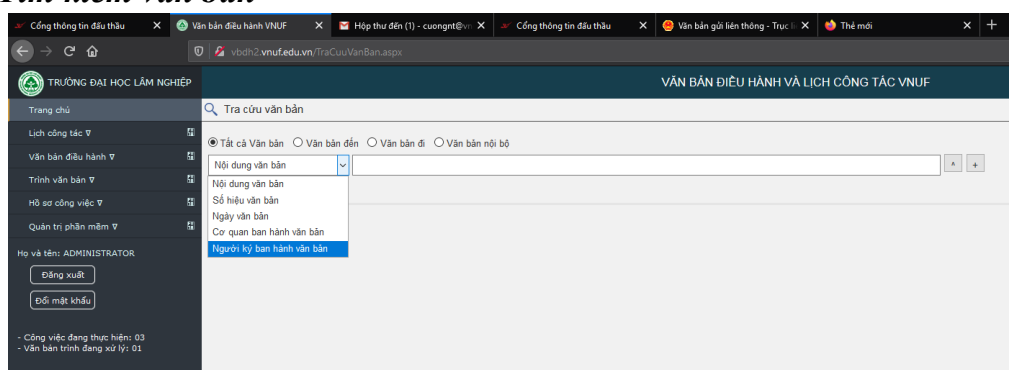 Tìm kiếm văn bản
Cổng thông tin đấu thầu
Văn bản điều hành VNUF
Hộp thư đến (1) - cuongnt@vn
Cổng thông tin đấu thầu
Văn bản gửi liên thông - Trục li
Thẻ mới
vbdh2.vnuf.edu.vn/TraCuuVanBan.aspx
TRƯỜNG ĐẠI HỌC LÂM NGHIỆP
VĂN BẢN ĐIỀU HÀNH VÀ LỊCH CÔNG TÁC VNUF
Trang chủ
Lịch công tác ∇
Văn bản điều hành ∇
Trình văn bản ∇
Hồ sơ công việc ∇
Quản trị phần mềm ∇
Họ và tên: ADMINISTRATOR
Đăng xuất
Đổi mật khẩu
- Công việc đang thực hiện: 03
- Văn bản trình đang xử lý: 01
Tra cứu văn bản
Tất cả Văn bản Văn bản đến Văn bản đi Văn bản nội bộ
Nội dung văn bản
^ +
Nội dung văn bản
Số hiệu văn bản
Ngày văn bản
Cơ quan ban hành văn bản
Người ký ban hành văn bản